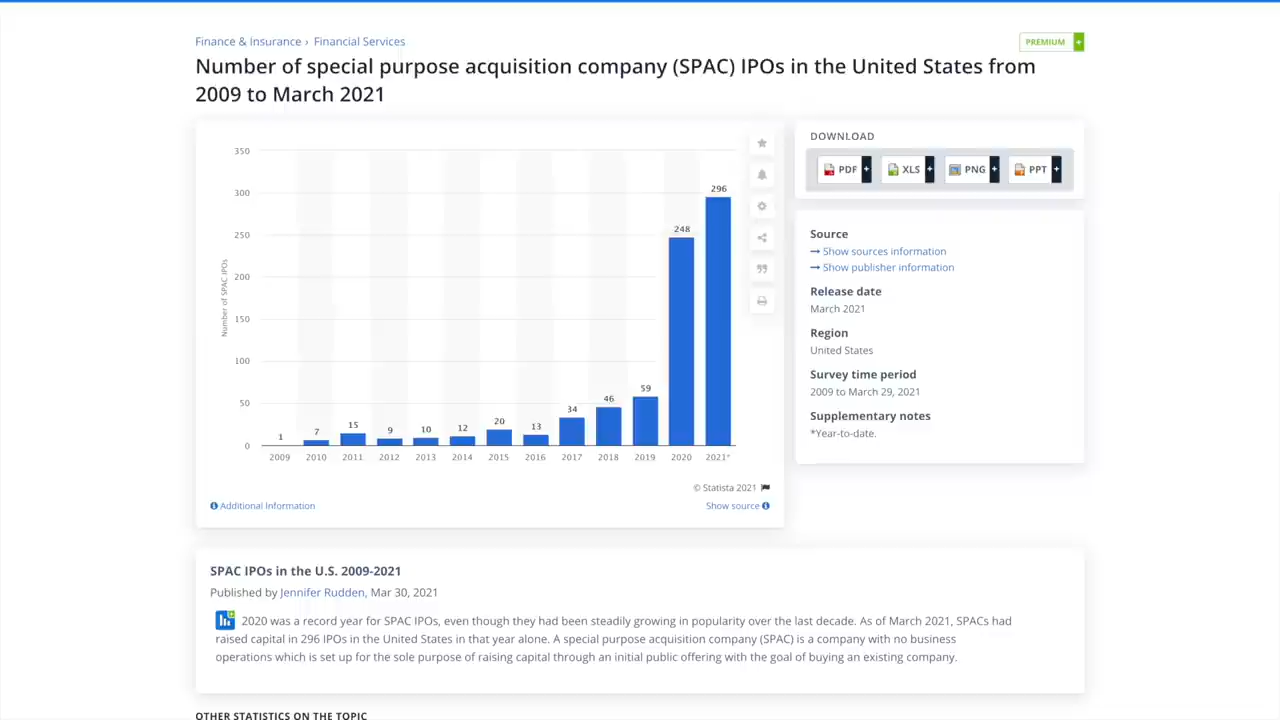 Finance & Insurance › Financial Services
PREMIUM +
Number of special purpose acquisition company (SPAC) IPOs in the United States from
2009 to March 2021
350
300
250
200
150
100
50
0
Number of SPAC IPOs
1
7
15
9
10
12
20
13
34
46
59
248
296
2009 2010 2011 2012 2013 2014 2015 2016 2017 2018 2019 2020 2021*
© Statista 2021
Additional Information
Show source
DOWNLOAD
PDF + XLS + PNG + PPT +
Source
→ Show sources information
→ Show publisher information
Release date
March 2021
Region
United States
Survey time period
2009 to March 29, 2021
Supplementary notes
*Year-to-date.
SPAC IPOs in the U.S. 2009-2021
Published by Jennifer Rudden, Mar 30, 2021
2020 was a record year for SPAC IPOs, even though they had been steadily growing in popularity over the last decade. As of March 2021, SPACs had
raised capital in 296 IPOs in the United States in that year alone. A special purpose acquisition company (SPAC) is a company with no business
operations which is set up for the sole purpose of raising capital through an initial public offering with the goal of buying an existing company.
OTHER STATISTICS ON THE TOPIC